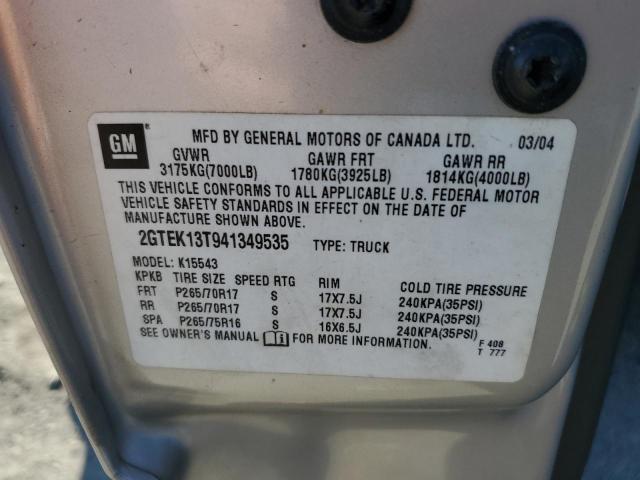 GM
MFD BY GENERAL MOTORS OF CANADA LTD. 03/04
GVWR GAWR FRT GAWR RR
3175KG(7000LB) 1780KG(3925LB) 1814KG(4000LB)
THIS VEHICLE CONFORMS TO ALL APPLICABLE U.S. FEDERAL MOTOR
VEHICLE SAFETY STANDARDS IN EFFECT ON THE DATE OF
MANUFACTURE SHOWN ABOVE.
2GTEK13T941349535 TYPE: TRUCK
MODEL: K15543
KPKB TIRE SIZE SPEED RTG RIM COLD TIRE PRESSURE
FRT P265/70R17 S 17X7.5J 240KPA(35PSI)
RR P265/70R17 S 17X7.5J 240KPA(35PSI)
SPA P265/75R16 S 16X6.5J 240KPA(35PSI)
SEE OWNER'S MANUAL FOR MORE INFORMATION. F 408
T 777